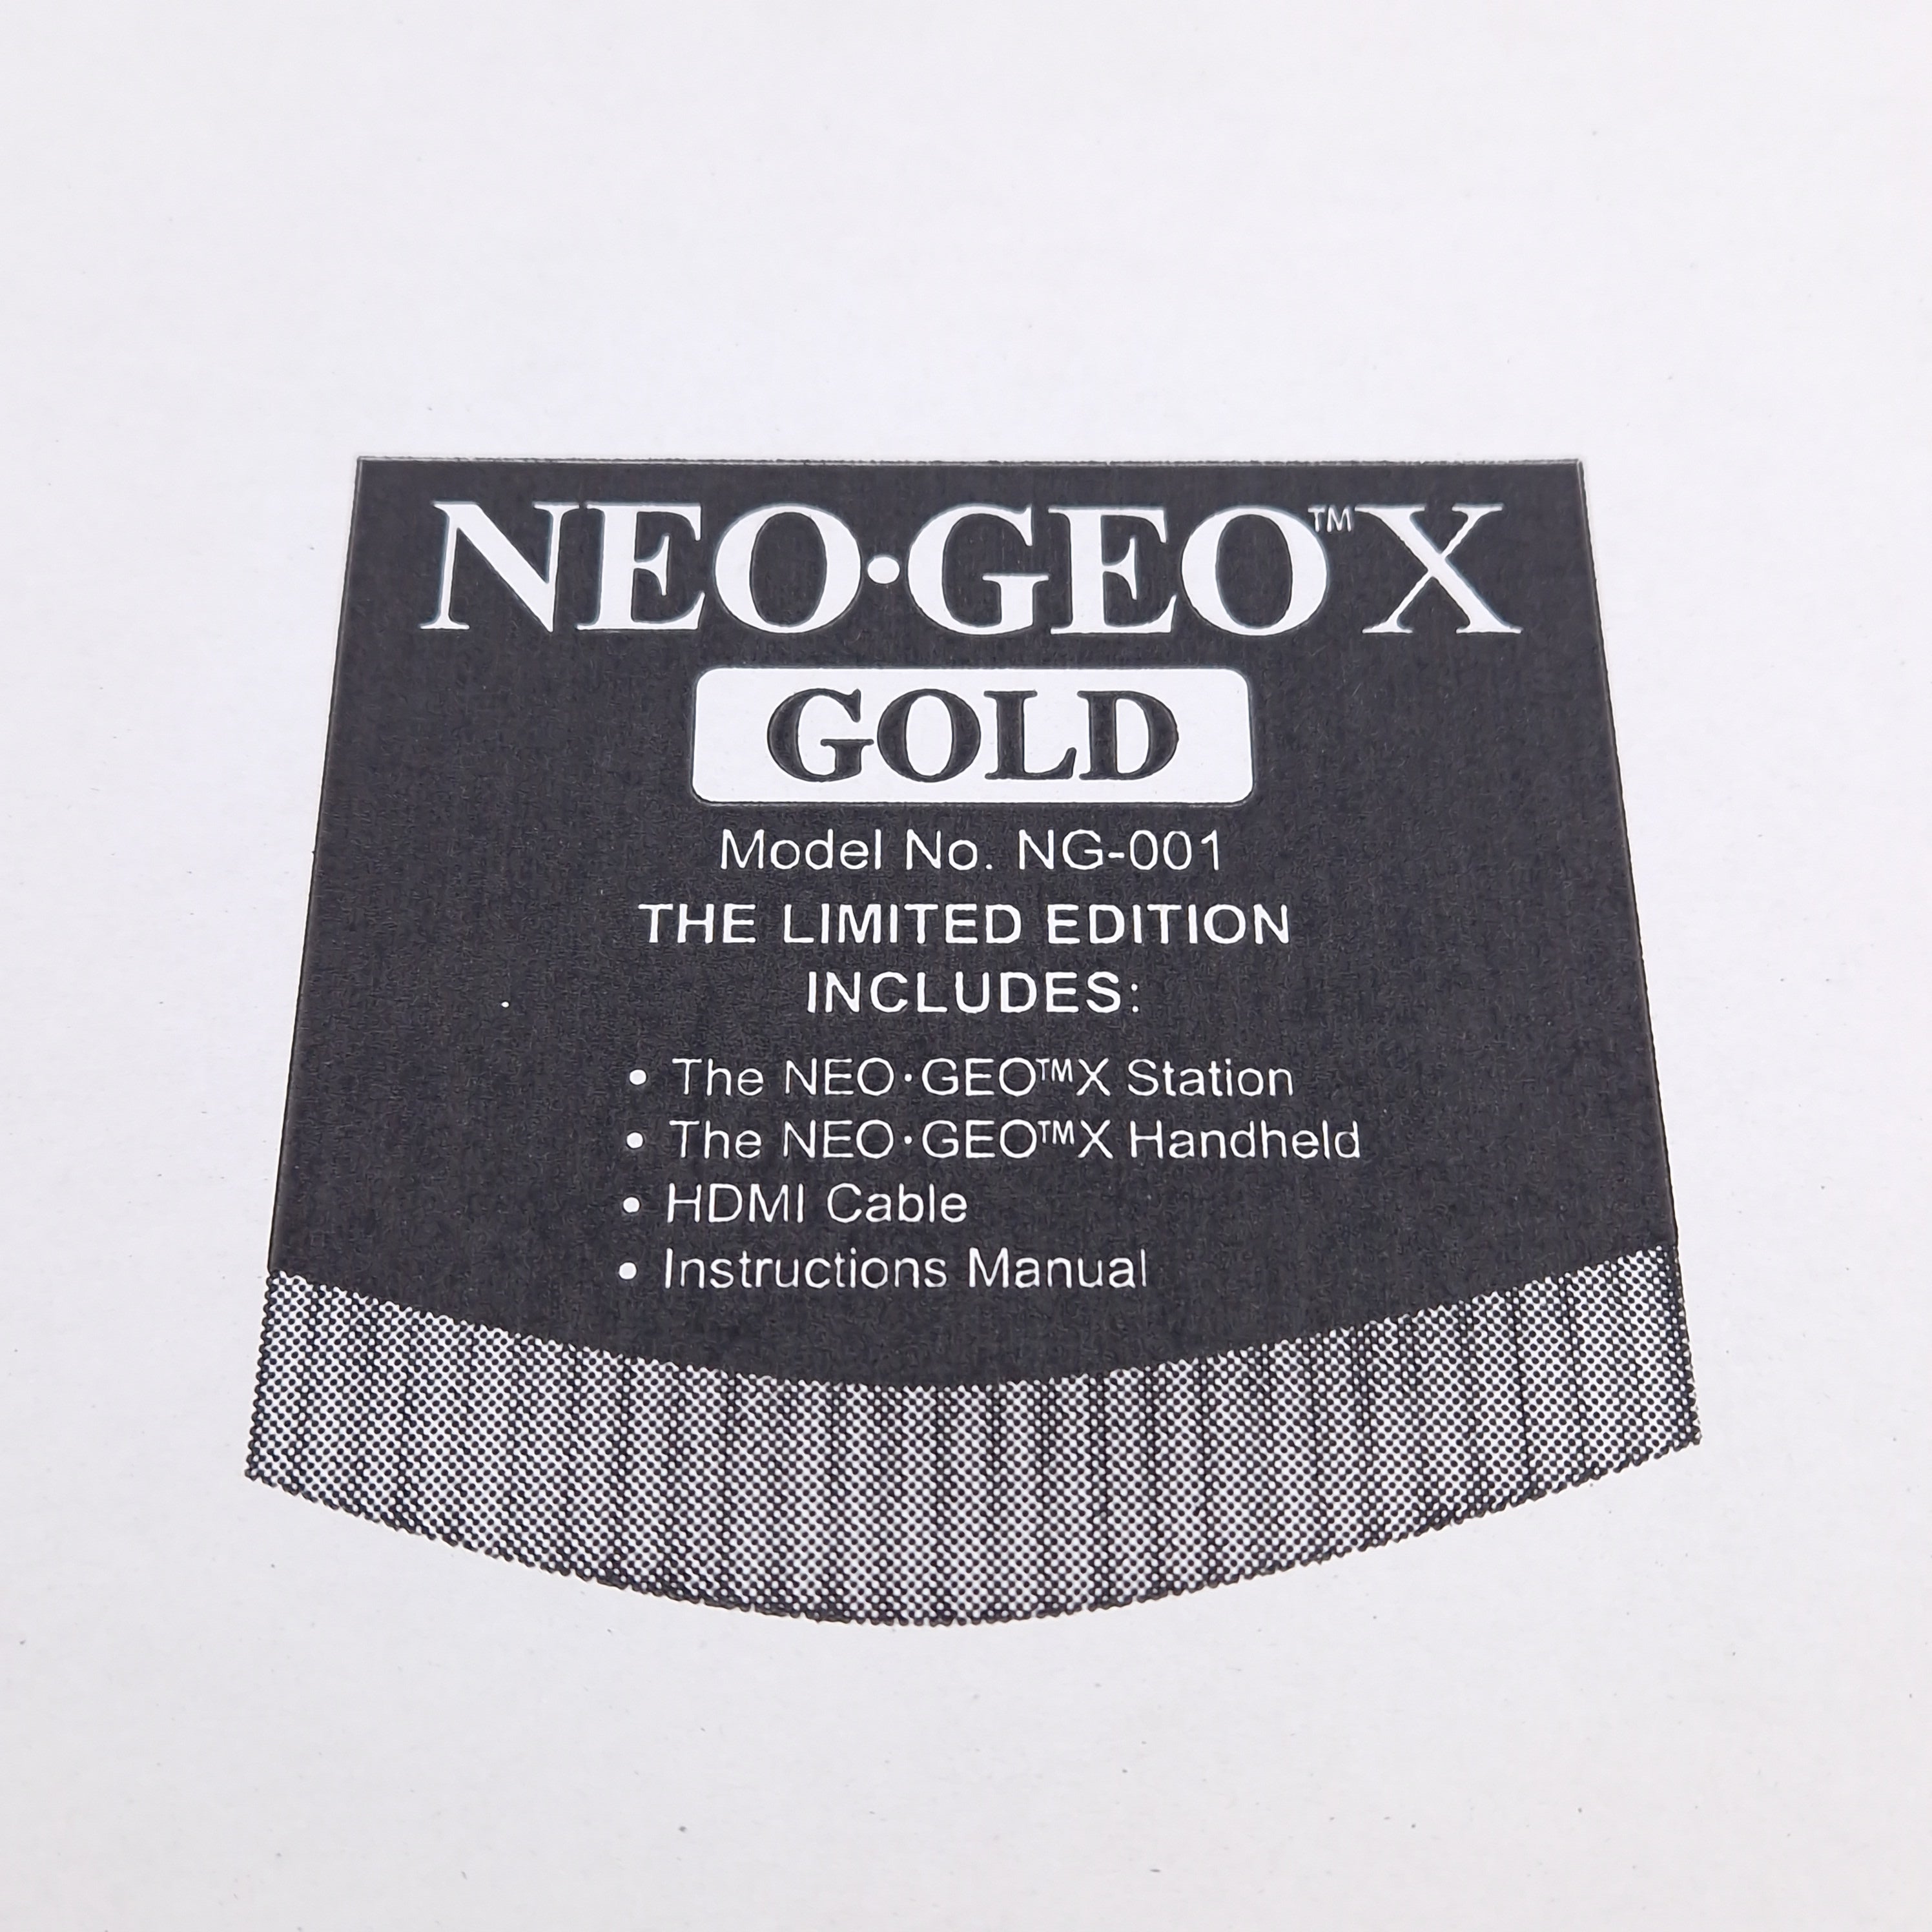 NEO·GEO™X
GOLD
Model No. NG-001
THE LIMITED EDITION
INCLUDES:
• The NEO·GEO™X Station
• The NEO·GEO™X Handheld
• HDMI Cable
• Instructions Manual